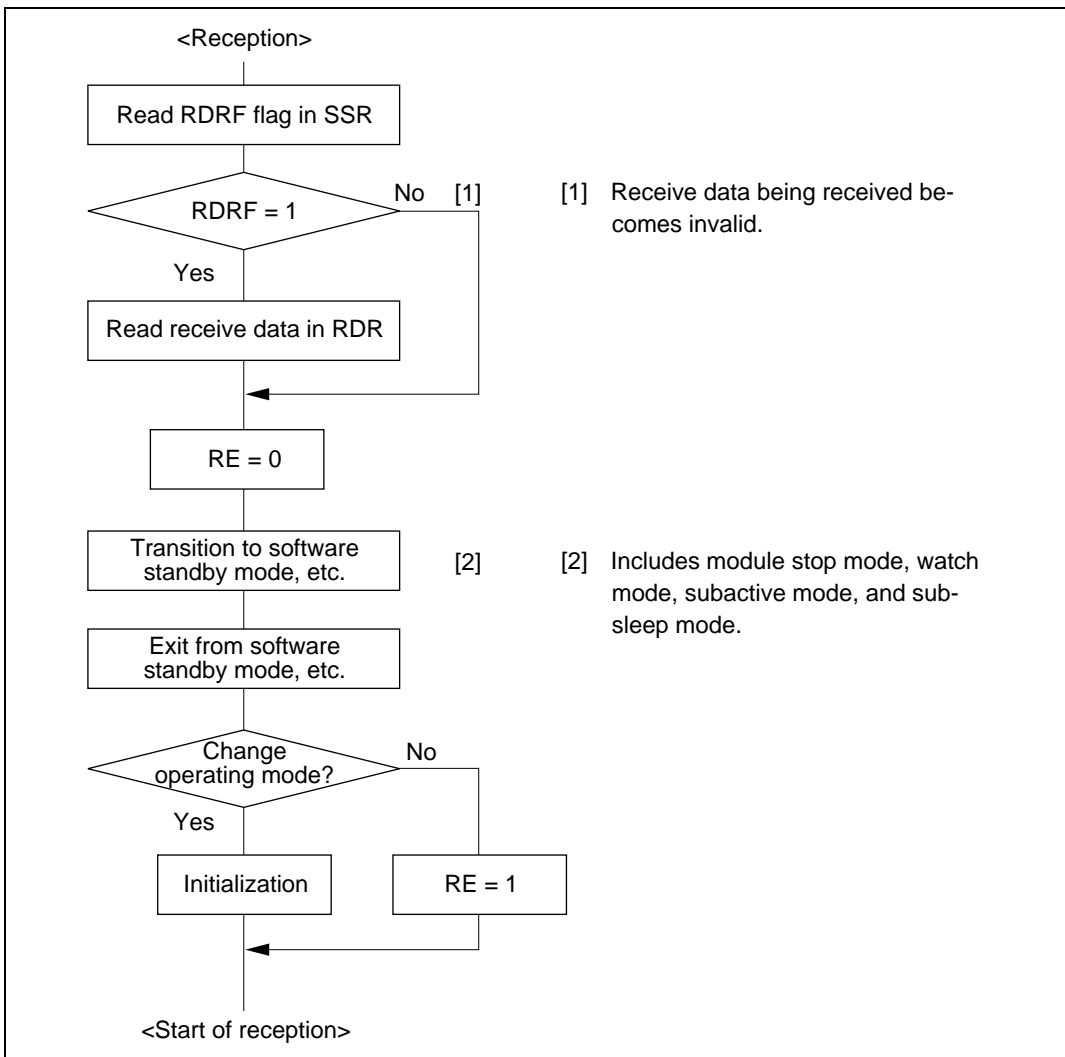 <Reception>
Read RDRF flag in SSR
RDRF = 1
No [1]
[1] Receive data being received be-
comes invalid.
Yes
Read receive data in RDR
RE = 0
Transition to software
standby mode, etc.
[2]
[2] Includes module stop mode, watch
mode, subactive mode, and sub-
sleep mode.
Exit from software
standby mode, etc.
Change
operating mode?
No
Yes
Initialization
RE = 1
<Start of reception>